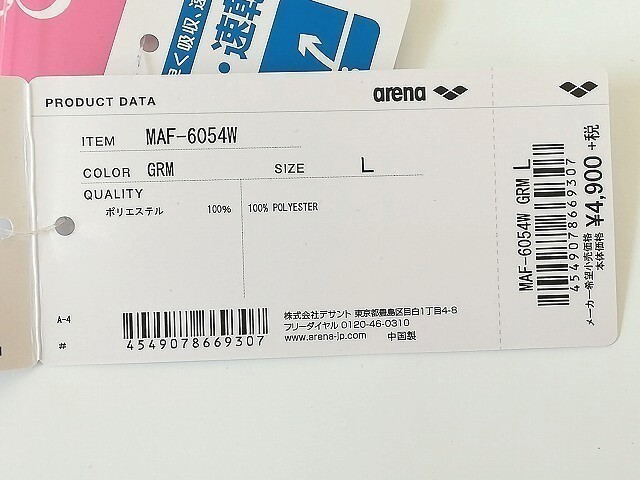 く吸収、速
・速乾
PRODUCT DATA
arena
ITEM MAF-6054W
COLOR GRM SIZE L
QUALITY
ポリエステル 100% 100% POLYESTER
A-4
#
4549078669307
株式会社デサント 東京都豊島区目白1丁目4-8
フリーダイヤル 0120-46-0310
www.arena-jp.com 中国製
MAF-6054W GRM L
4549078669307
メーカー希望小売価格
本体価格 ¥4,900 +税